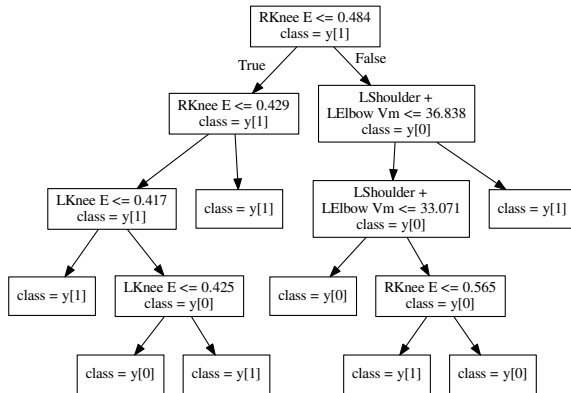 RKnee E <= 0.484
class = y[1]
True
False
RKnee E <= 0.429
class = y[1]
LShoulder +
LElbow Vm <= 36.838
class = y[0]
LKnee E <= 0.417
class = y[1]
class = y[1]
LShoulder +
LElbow Vm <= 33.071
class = y[0]
class = y[1]
class = y[1]
LKnee E <= 0.425
class = y[0]
class = y[0]
RKnee E <= 0.565
class = y[0]
class = y[0]
class = y[1]
class = y[1]
class = y[0]